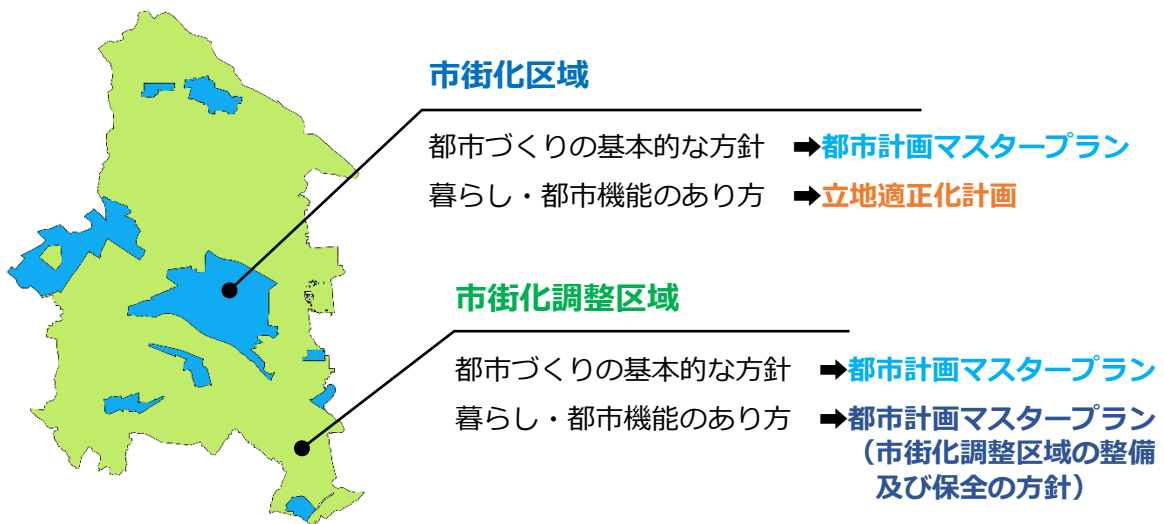 市街化区域
都市づくりの基本的な方針 ➡都市計画マスタープラン
暮らし・都市機能のあり方 ➡立地適正化計画
市街化調整区域
都市づくりの基本的な方針 ➡都市計画マスタープラン
暮らし・都市機能のあり方 ➡都市計画マスタープラン
（市街化調整区域の整備
及び保全の方針）